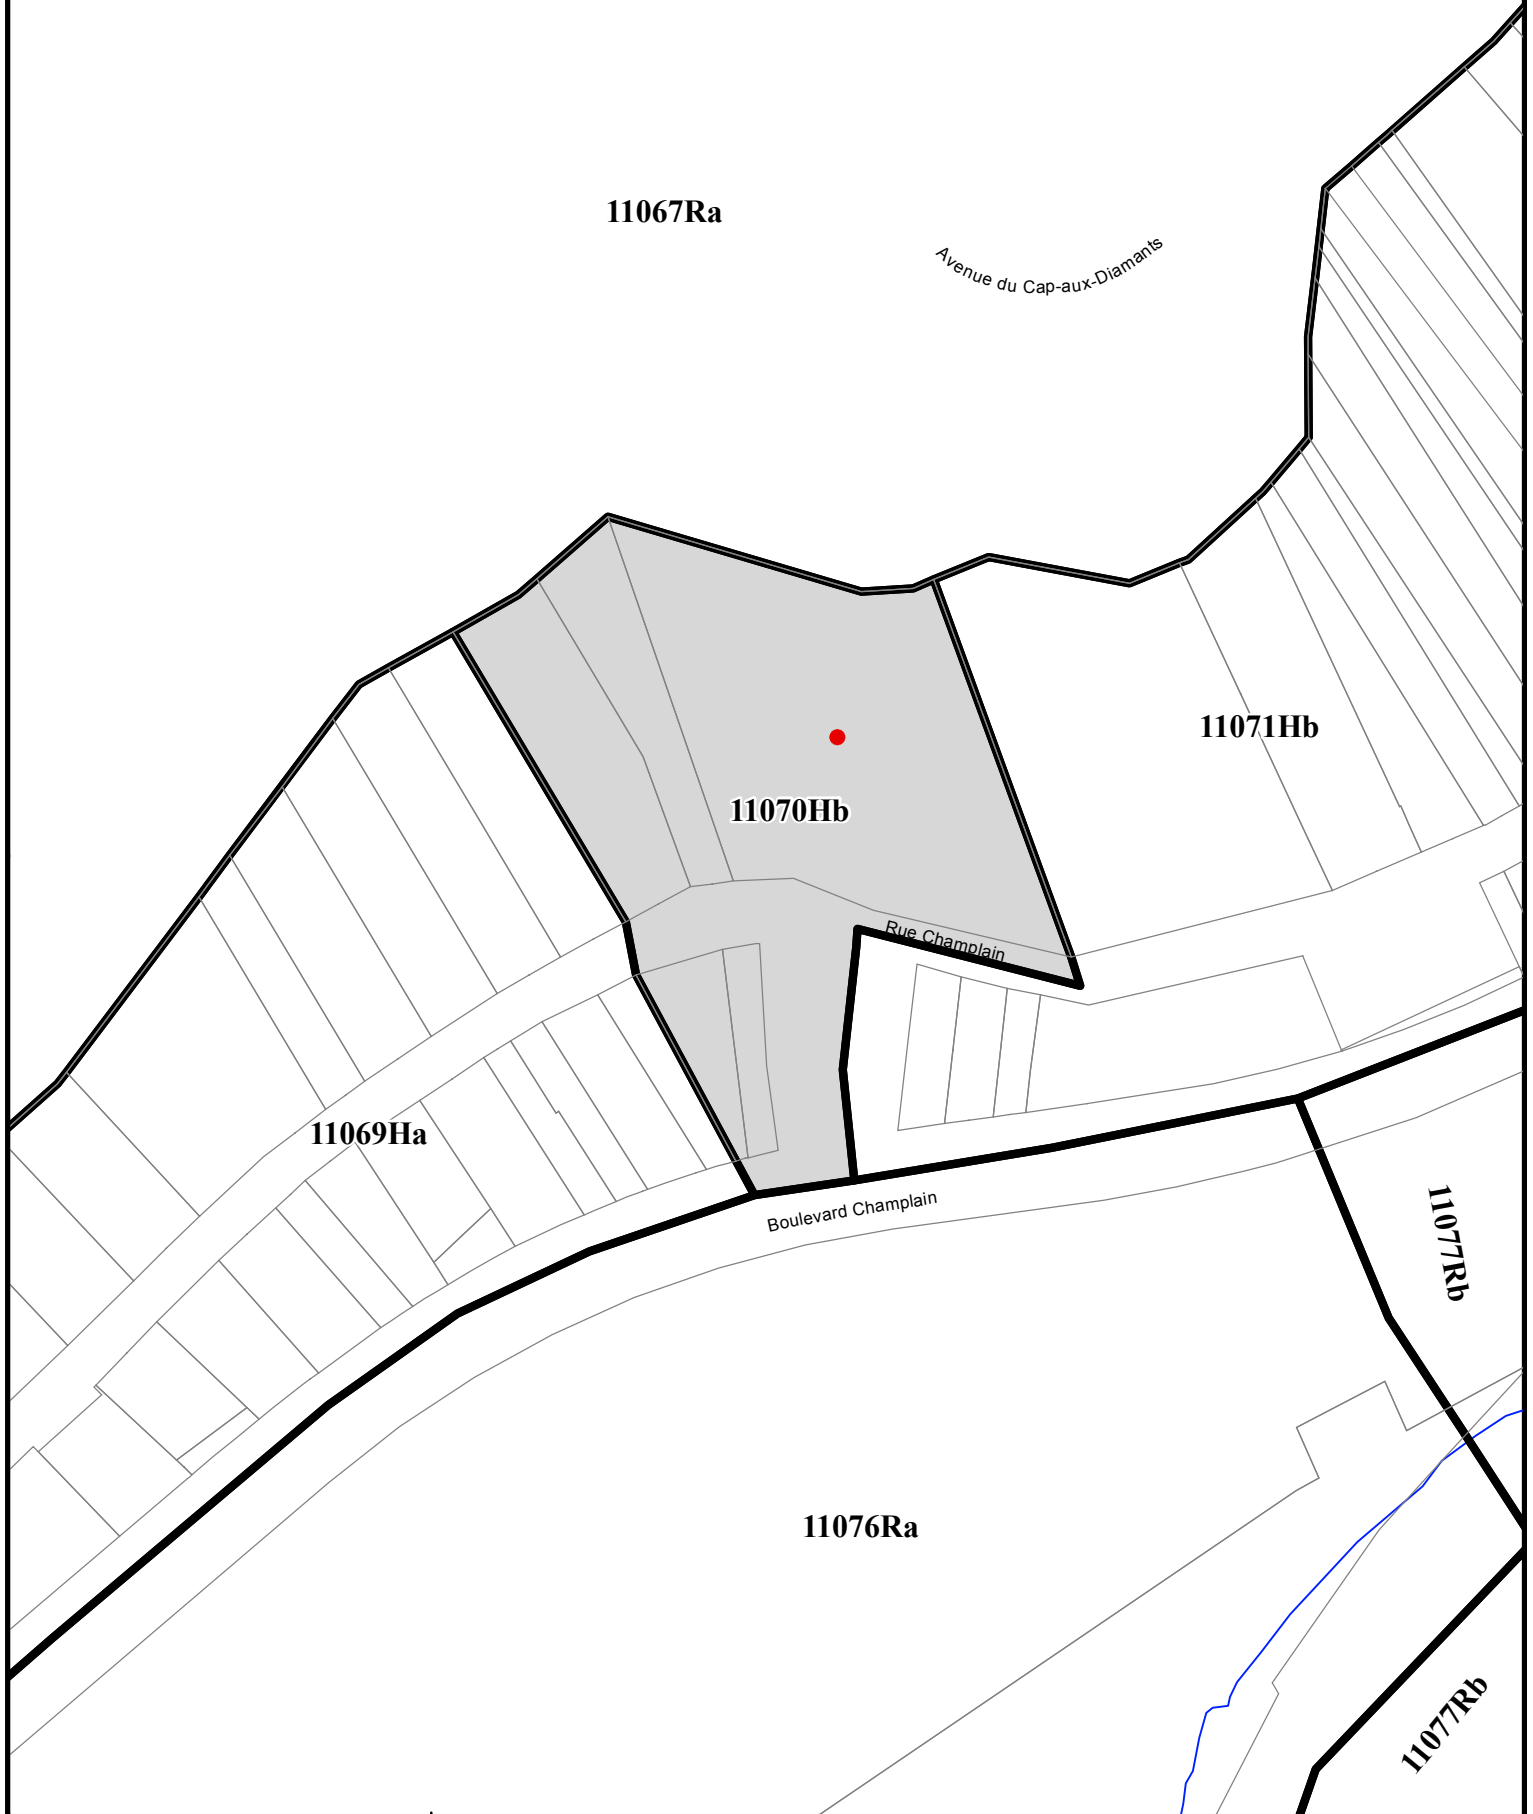 11067Ra
Avenue du Cap-aux-Diamants
11071Hb
11070Hb
Rue Champlain
11069Ha
Boulevard Champlain
11077Rb
11076Ra
11077Rb